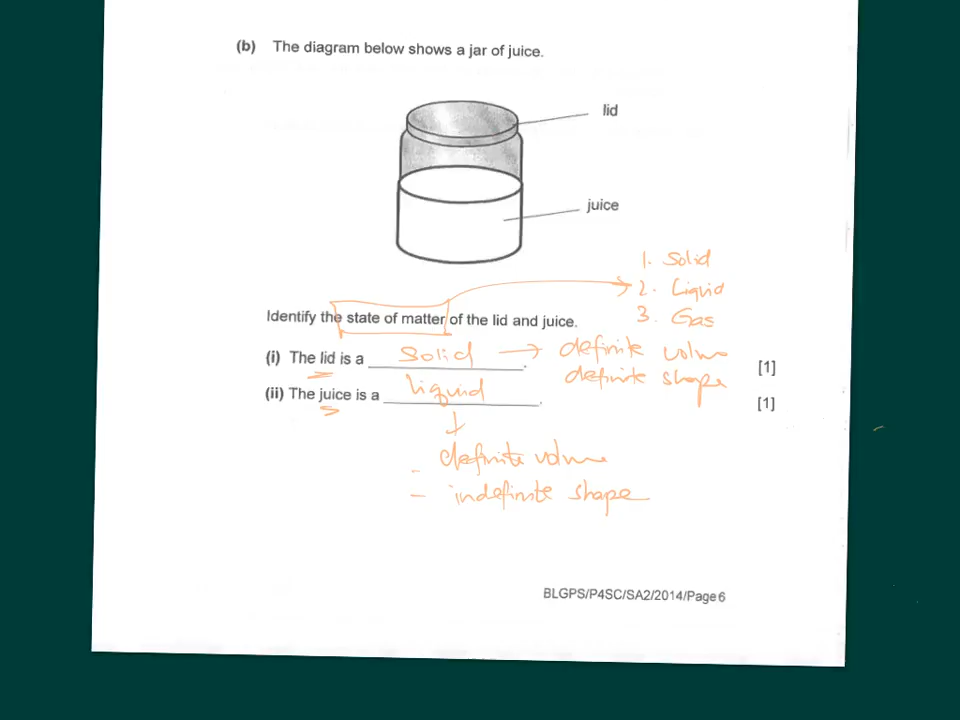 (b) The diagram below shows a jar of juice.
lid
juice
1. Solid
2. Liquid
3. Gas
Identify the state of matter of the lid and juice.
(i) The lid is a solid → definite volume [1]
definite shape
(ii) The juice is a liquid. [1]
- definite volume
- indefinite shape
BLGPS/P4SC/SA2/2014/Page 6